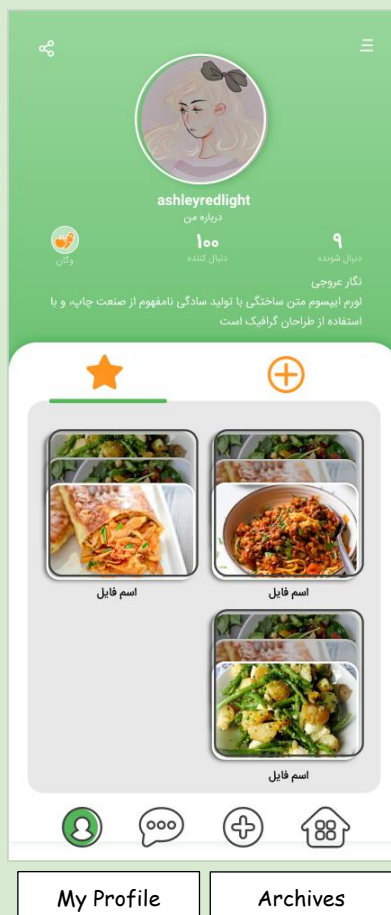 ashleyredlight
درباره من
۹
۱۰۰
دنبال شونده
دنبال کننده
وگان
نگار عروجی
لورم ایپسوم متن ساختگی با تولید سادگی نامفهوم از صنعت چاپ، و با
استفاده از طراحان گرافیک است
اسم فایل
اسم فایل
اسم فایل
My Profile
Archives